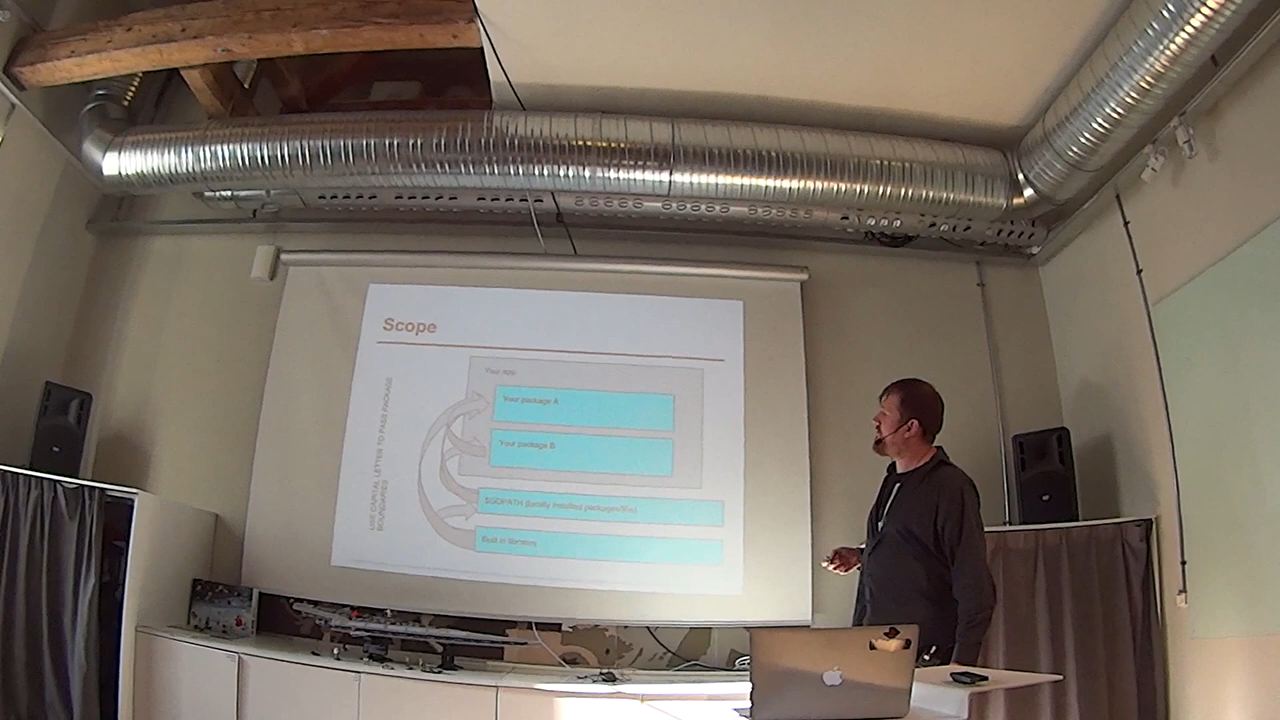 Scope
Your app
Your package A
Your package B
$GOPATH (locally installed packages/libs)
Built in libraries
USE CAPITAL LETTER TO PASS PACKAGE
BOUNDARIES